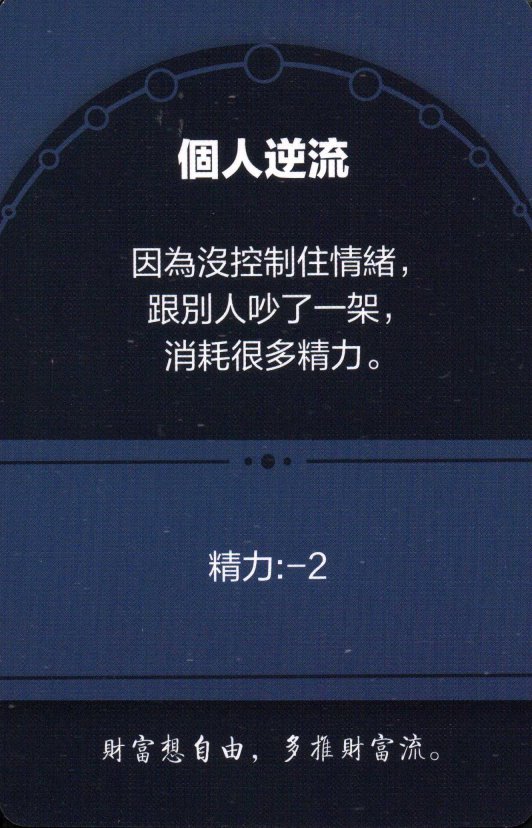 個人逆流
因為沒控制住情緒，
跟別人吵了一架，
消耗很多精力。
精力:-2
財富想自由，多推財富流。